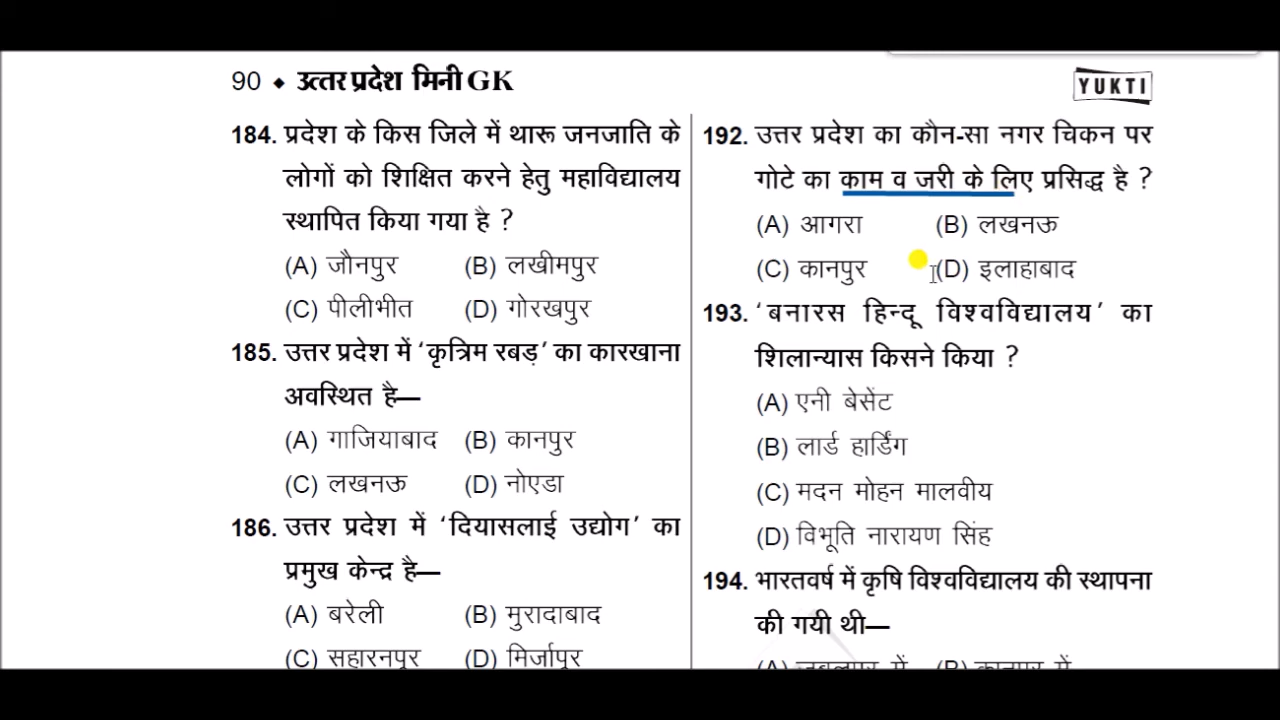 90 ◆ उत्तर प्रदेश मिनी GK
YUKTI
184. प्रदेश के किस जिले में थारू जनजाति के
लोगों को शिक्षित करने हेतु महाविद्यालय
स्थापित किया गया है ?
(A) जौनपुर (B) लखीमपुर
(C) पीलीभीत (D) गोरखपुर
185. उत्तर प्रदेश में ‘कृत्रिम रबड़’ का कारखाना
अवस्थित है—
(A) गाजियाबाद (B) कानपुर
(C) लखनऊ (D) नोएडा
186. उत्तर प्रदेश में ‘दियासलाई उद्योग’ का
प्रमुख केन्द्र है—
(A) बरेली (B) मुरादाबाद
(C) सहारनपुर (D) मिर्जापुर
192. उत्तर प्रदेश का कौन-सा नगर चिकन पर
गोटे का काम व जरी के लिए प्रसिद्ध है ?
(A) आगरा (B) लखनऊ
(C) कानपुर (D) इलाहाबाद
193. ‘बनारस हिन्दू विश्वविद्यालय’ का
शिलान्यास किसने किया ?
(A) एनी बेसेंट
(B) लार्ड हार्डिंग
(C) मदन मोहन मालवीय
(D) विभूति नारायण सिंह
194. भारतवर्ष में कृषि विश्वविद्यालय की स्थापना
की गयी थी—
(A) जबलपुर में (B) कानपुर में